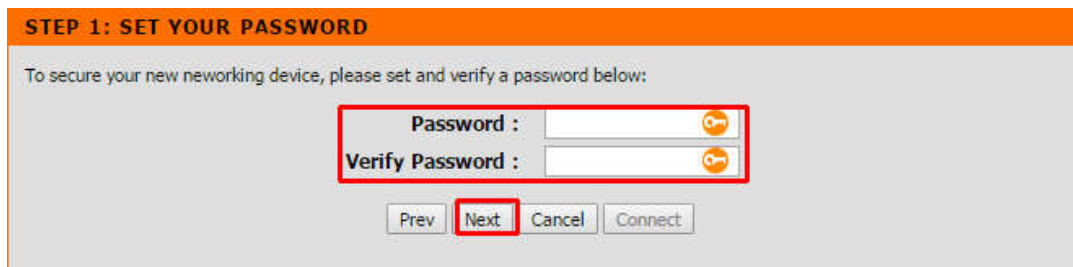 STEP 1: SET YOUR PASSWORD
To secure your new neworking device, please set and verify a password below:
Password :
Verify Password :
Prev Next Cancel Connect